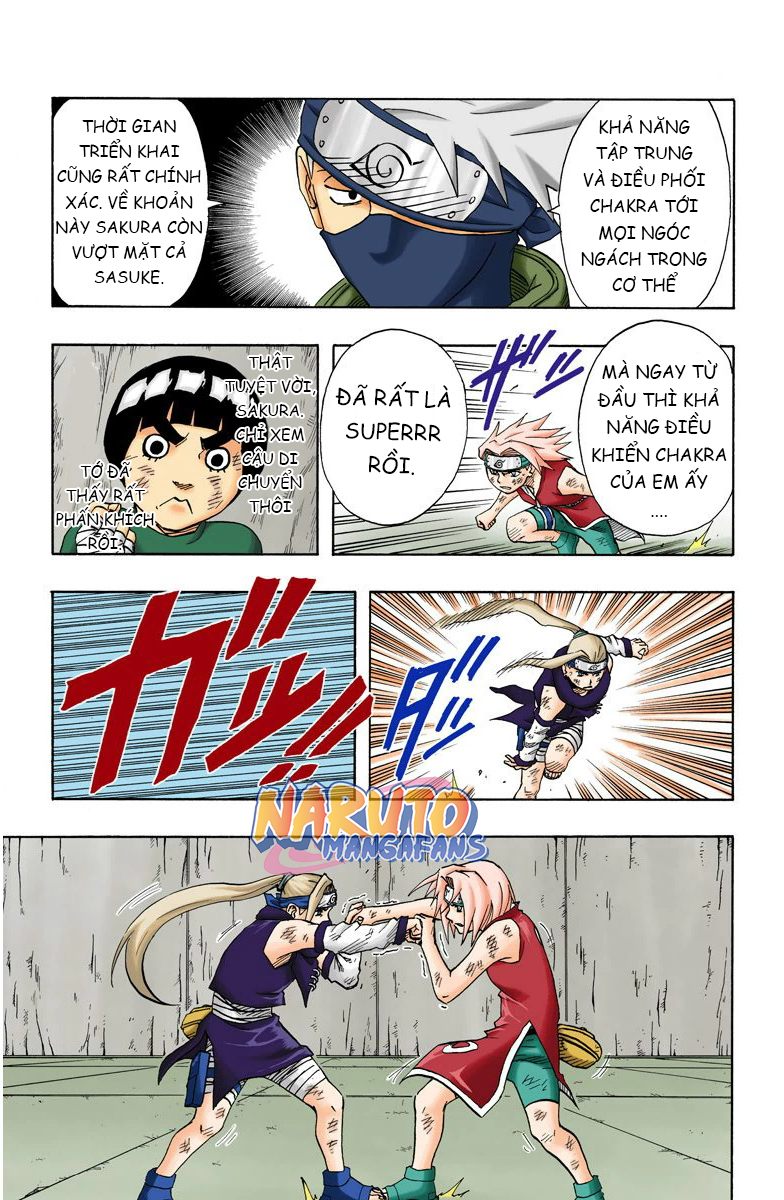 KHẢ NĂNG
TẬP TRUNG
VÀ ĐIỀU PHỐI
CHAKRA TỚI
MỌI NGÓC
NGÁCH TRONG
CƠ THỂ
THỜI GIAN
TRIỂN KHAI
CŨNG RẤT CHÍNH
XÁC. VỀ KHOẢN
NÀY SAKURA CÒN
VƯỢT MẶT CẢ
SASUKE.
MÀ NGAY TỪ
ĐẦU THÌ KHẢ
NĂNG ĐIỀU
KHIỂN CHAKRA
CỦA EM ẤY
....
ĐÃ RẤT LÀ
SUPERRR
RỒI.
THẬT
TUYỆT VỜI,
SAKURA.
CHỈ XEM
CẬU DI
CHUYỂN
THÔI
TỚ ĐÃ
THẤY RẤT
PHẤN KHÍCH
RỒI.
ダッ
ガッ
NARUTO
MANGAFANS